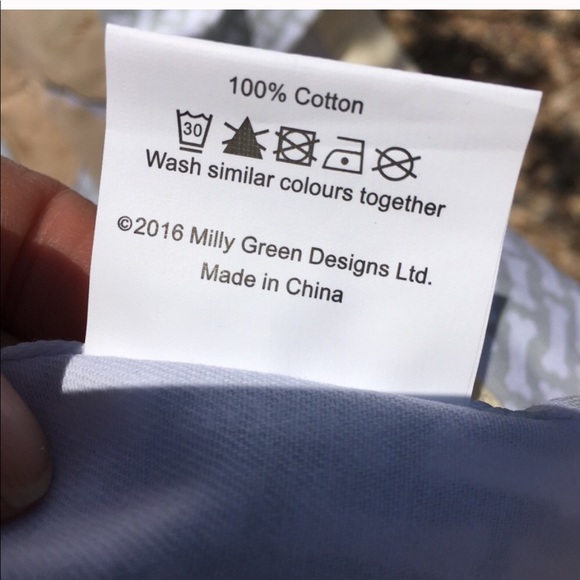 100% Cotton
30
Wash similar colours together
©2016 Milly Green Designs Ltd.
Made in China